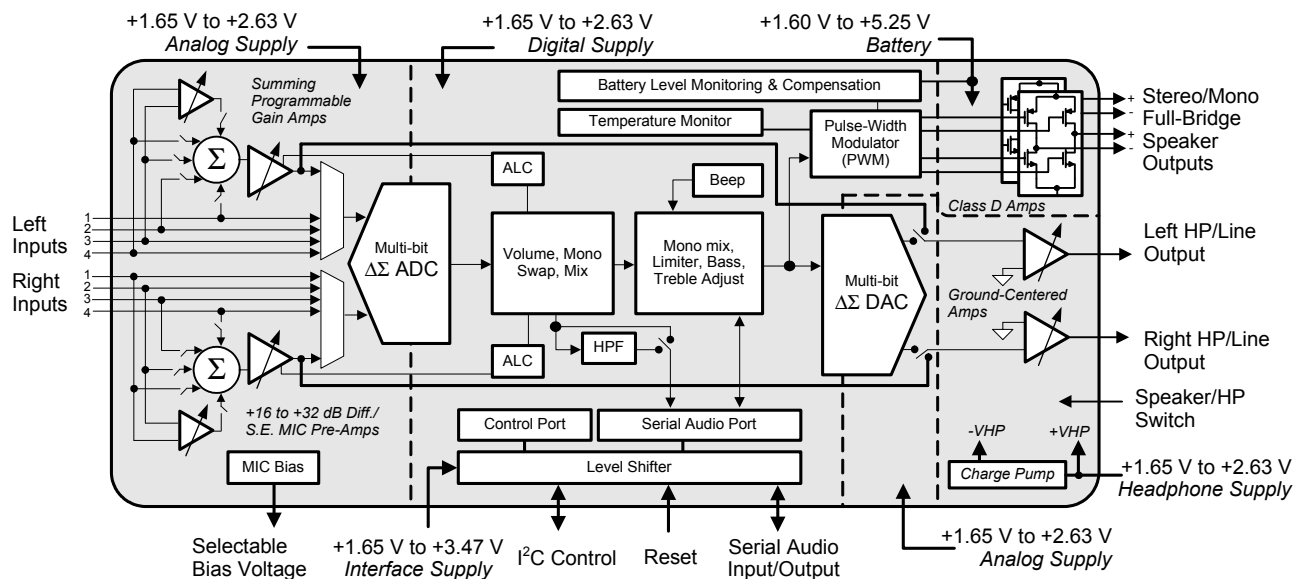 +1.65 V to +2.63 V
Analog Supply
+1.65 V to +2.63 V
Digital Supply
+1.60 V to +5.25 V
Battery
Summing
Programmable
Gain Amps
Battery Level Monitoring & Compensation
Temperature Monitor
Pulse-Width
Modulator
(PWM)
+
-
+
-
Stereo/Mono
Full-Bridge
Speaker
Outputs
Class D Amps
Σ
ALC
Beep
Left
Inputs
1
2
3
4
Right
Inputs
1
2
3
4
Multi-bit
ΔΣ ADC
Volume, Mono
Swap, Mix
Mono mix,
Limiter, Bass,
Treble Adjust
Multi-bit
ΔΣ DAC
Left HP/Line
Output
Ground-Centered
Amps
Right HP/Line
Output
Σ
ALC
HPF
+16 to +32 dB Diff./
S.E. MIC Pre-Amps
Control Port
Serial Audio Port
Speaker/HP
Switch
MIC Bias
Level Shifter
-VHP
+VHP
Charge Pump
+1.65 V to +2.63 V
Headphone Supply
Selectable
Bias Voltage
+1.65 V to +3.47 V
Interface Supply
I²C Control
Reset
Serial Audio
Input/Output
+1.65 V to +2.63 V
Analog Supply